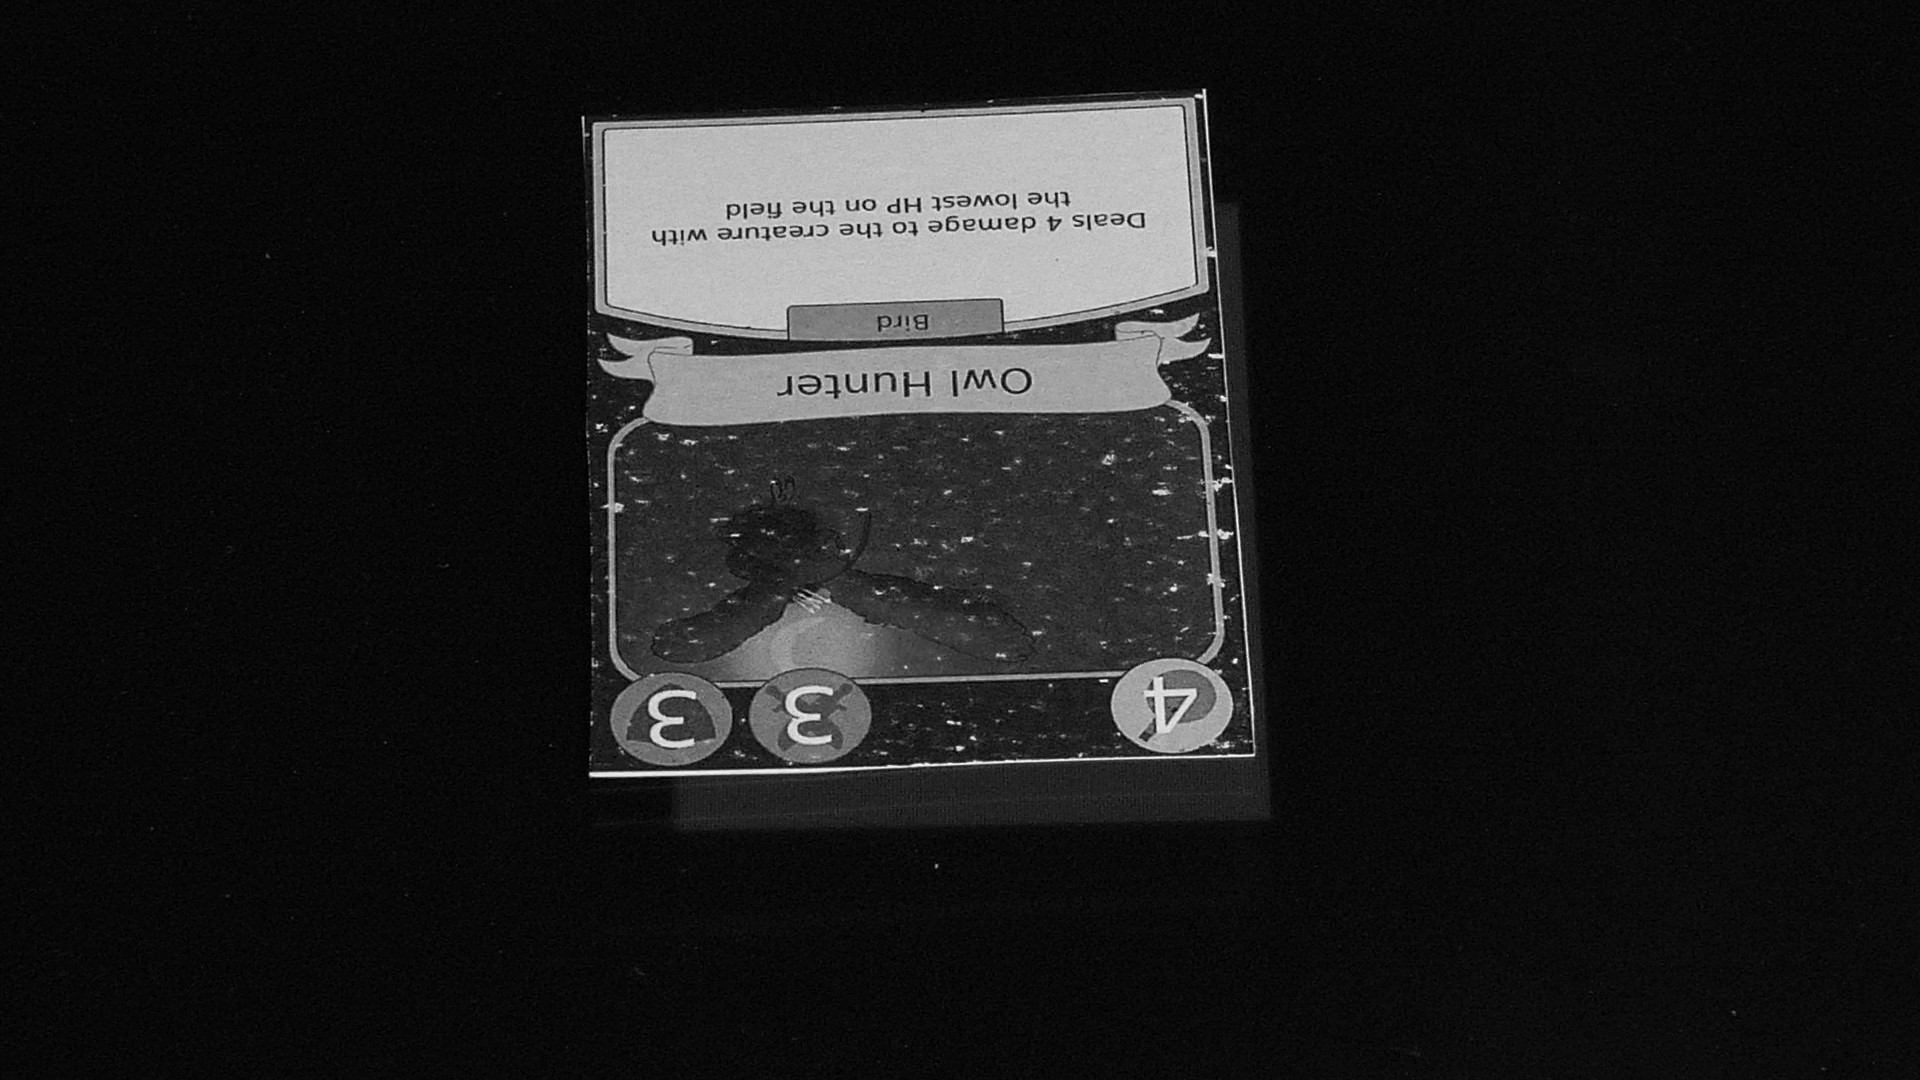 4
3
3
Owl Hunter
Bird
Deals 4 damage to the creature with
the lowest HP on the field